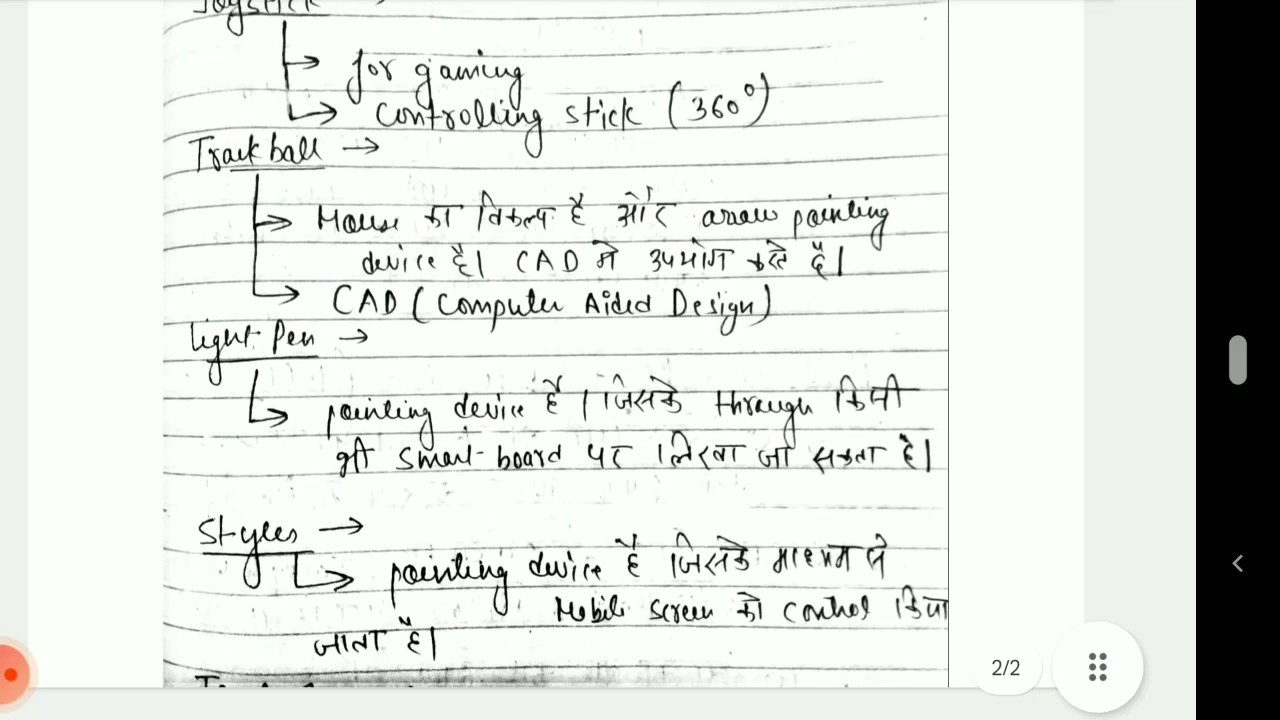 Joystick
for gaming
controlling stick (360°)
Track ball →
Mouse का विकल्प है और arrow pointing
device है। CAD मे उपयोग करते है।
CAD (Computer Aided Design)
Light Pen →
pointing device है। जिसके through किसी
भी smart-board पर लिखा जा सकता है।
Styles →
pointing device है जिसके माध्यम से
Mobile screen को control किया
जाता है।
2/2